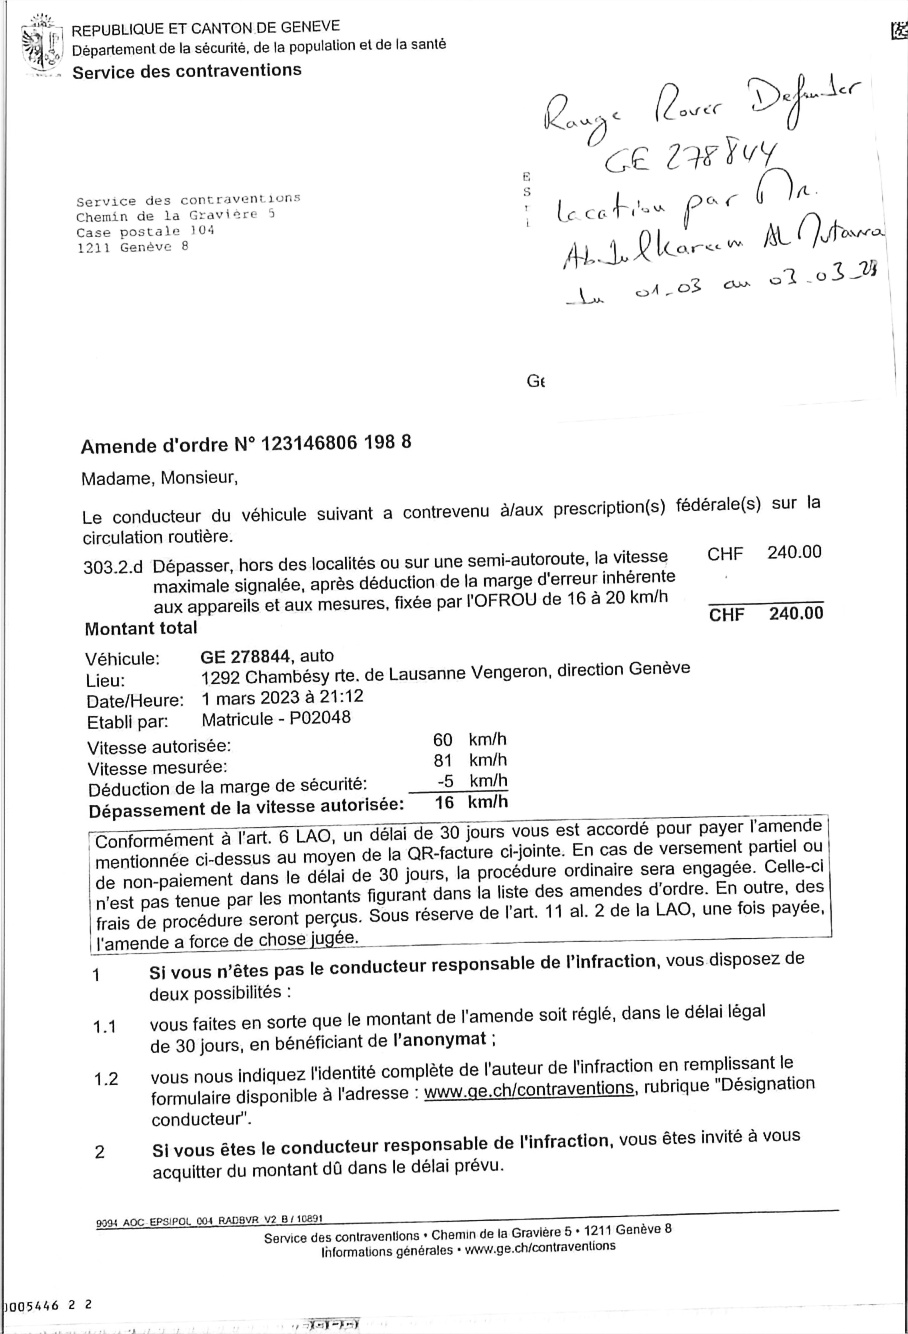 REPUBLIQUE ET CANTON DE GENEVE
Département de la sécurité, de la population et de la santé
Service des contraventions
Range Rover Defender
GE 278844
Location par Mr.
Abdulkareem Al Mutawa
du 01.03 au 03.03.23
Service des contraventions
Chemin de la Gravière 5
Case postale 104
1211 Genève 8
E
S
Ge
Amende d'ordre N° 123146806 198 8
Madame, Monsieur,
Le conducteur du véhicule suivant a contrevenu à/aux prescription(s) fédérale(s) sur la
circulation routière.
303.2.d Dépasser, hors des localités ou sur une semi-autoroute, la vitesse CHF 240.00
maximale signalée, après déduction de la marge d'erreur inhérente
aux appareils et aux mesures, fixée par l'OFROU de 16 à 20 km/h
Montant total CHF 240.00
Véhicule: GE 278844, auto
Lieu: 1292 Chambésy rte. de Lausanne Vengeron, direction Genève
Date/Heure: 1 mars 2023 à 21:12
Etabli par: Matricule - P02048
Vitesse autorisée: 60 km/h
Vitesse mesurée: 81 km/h
Déduction de la marge de sécurité: -5 km/h
Dépassement de la vitesse autorisée: 16 km/h
Conformément à l'art. 6 LAO, un délai de 30 jours vous est accordé pour payer l'amende
mentionnée ci-dessus au moyen de la QR-facture ci-jointe. En cas de versement partiel ou
de non-paiement dans le délai de 30 jours, la procédure ordinaire sera engagée. Celle-ci
n'est pas tenue par les montants figurant dans la liste des amendes d'ordre. En outre, des
frais de procédure seront perçus. Sous réserve de l'art. 11 al. 2 de la LAO, une fois payée,
l'amende a force de chose jugée.
1 Si vous n'êtes pas le conducteur responsable de l'infraction, vous disposez de
deux possibilités :
1.1 vous faites en sorte que le montant de l'amende soit réglé, dans le délai légal
de 30 jours, en bénéficiant de l'anonymat ;
1.2 vous nous indiquez l'identité complète de l'auteur de l'infraction en remplissant le
formulaire disponible à l'adresse : www.ge.ch/contraventions, rubrique "Désignation
conducteur".
2 Si vous êtes le conducteur responsable de l'infraction, vous êtes invité à vous
acquitter du montant dû dans le délai prévu.
9094_AOC_EPSIPOL_004_RADBVR_V2 B / 10891
Service des contraventions • Chemin de la Gravière 5 • 1211 Genève 8
Informations générales • www.ge.ch/contraventions
0005446 2 2